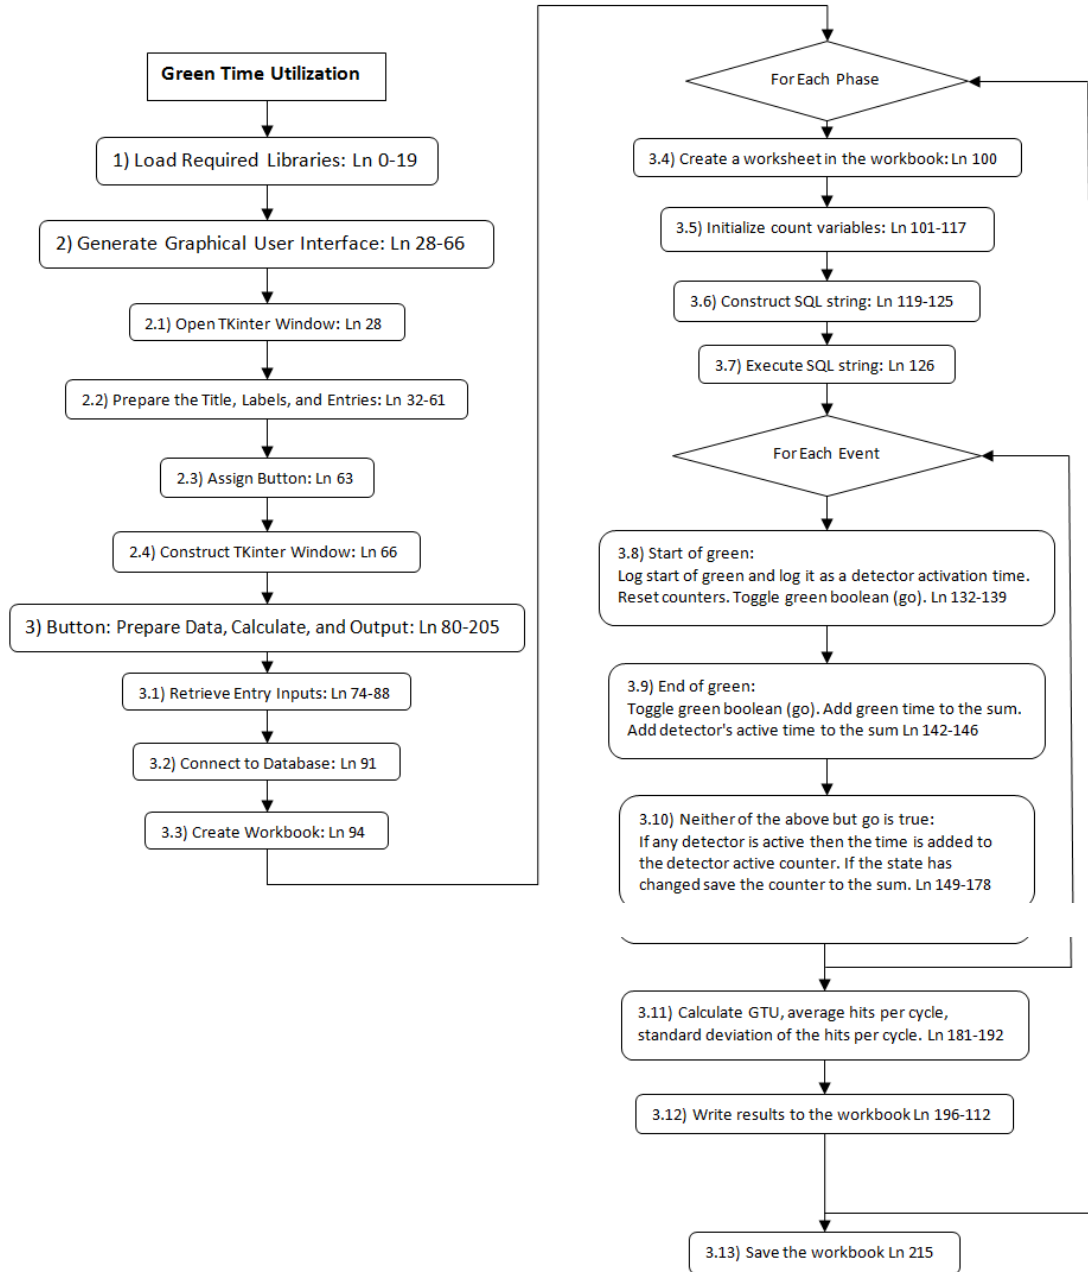 Green Time Utilization
1) Load Required Libraries: Ln 0-19
2) Generate Graphical User Interface: Ln 28-66
2.1) Open TKinter Window: Ln 28
2.2) Prepare the Title, Labels, and Entries: Ln 32-61
2.3) Assign Button: Ln 63
2.4) Construct TKinter Window: Ln 66
3) Button: Prepare Data, Calculate, and Output: Ln 80-205
3.1) Retrieve Entry Inputs: Ln 74-88
3.2) Connect to Database: Ln 91
3.3) Create Workbook: Ln 94
For Each Phase
3.4) Create a worksheet in the workbook: Ln 100
3.5) Initialize count variables: Ln 101-117
3.6) Construct SQL string: Ln 119-125
3.7) Execute SQL string: Ln 126
For Each Event
3.8) Start of green:
Log start of green and log it as a detector activation time.
Reset counters. Toggle green boolean (go). Ln 132-139
3.9) End of green:
Toggle green boolean (go). Add green time to the sum.
Add detector's active time to the sum Ln 142-146
3.10) Neither of the above but go is true:
If any detector is active then the time is added to
the detector active counter. If the state has
changed save the counter to the sum. Ln 149-178
3.11) Calculate GTU, average hits per cycle,
standard deviation of the hits per cycle. Ln 181-192
3.12) Write results to the workbook Ln 196-112
3.13) Save the workbook Ln 215